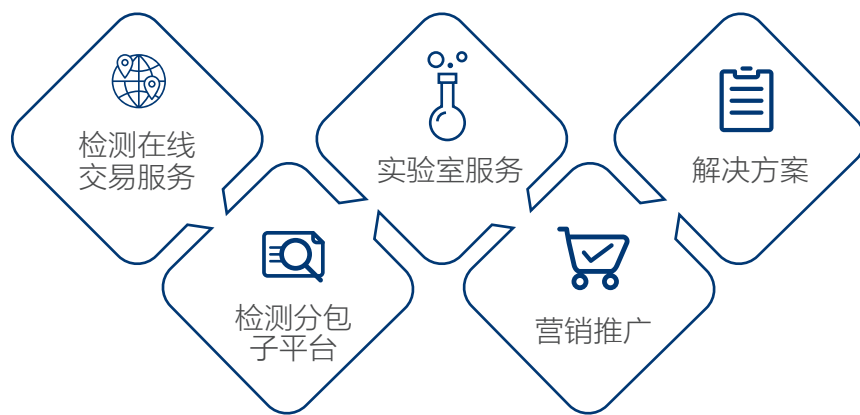 检测在线
交易服务
实验室服务
解决方案
检测分包
子平台
营销推广